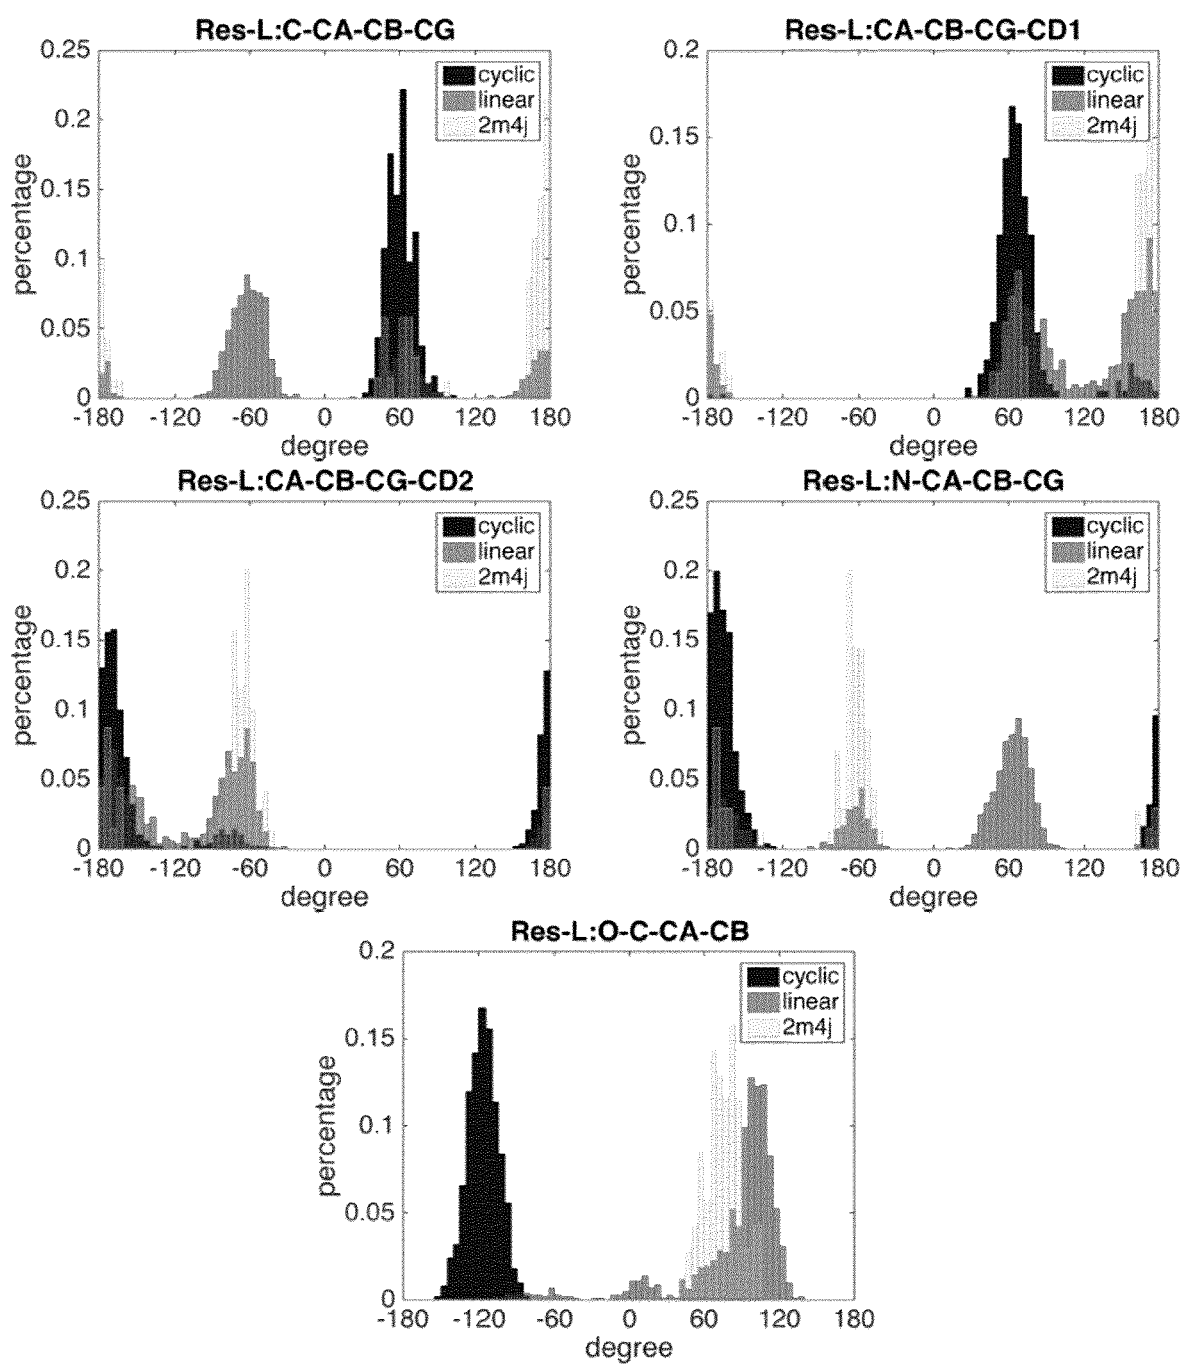 Res-L:C-CA-CB-CG
0.25
0.2
0.15
0.1
0.05
0
percentage
cyclic
linear
2m4j
-180 -120 -60 0 60 120 180
degree
Res-L:CA-CB-CG-CD1
0.2
0.15
0.1
0.05
0
percentage
cyclic
linear
2m4j
-180 -120 -60 0 60 120 180
degree
Res-L:CA-CB-CG-CD2
0.25
0.2
0.15
0.1
0.05
0
percentage
cyclic
linear
2m4j
-180 -120 -60 0 60 120 180
degree
Res-L:N-CA-CB-CG
0.25
0.2
0.15
0.1
0.05
0
percentage
cyclic
linear
2m4j
-180 -120 -60 0 60 120 180
degree
Res-L:O-C-CA-CB
0.2
0.15
0.1
0.05
0
percentage
cyclic
linear
2m4j
-180 -120 -60 0 60 120 180
degree